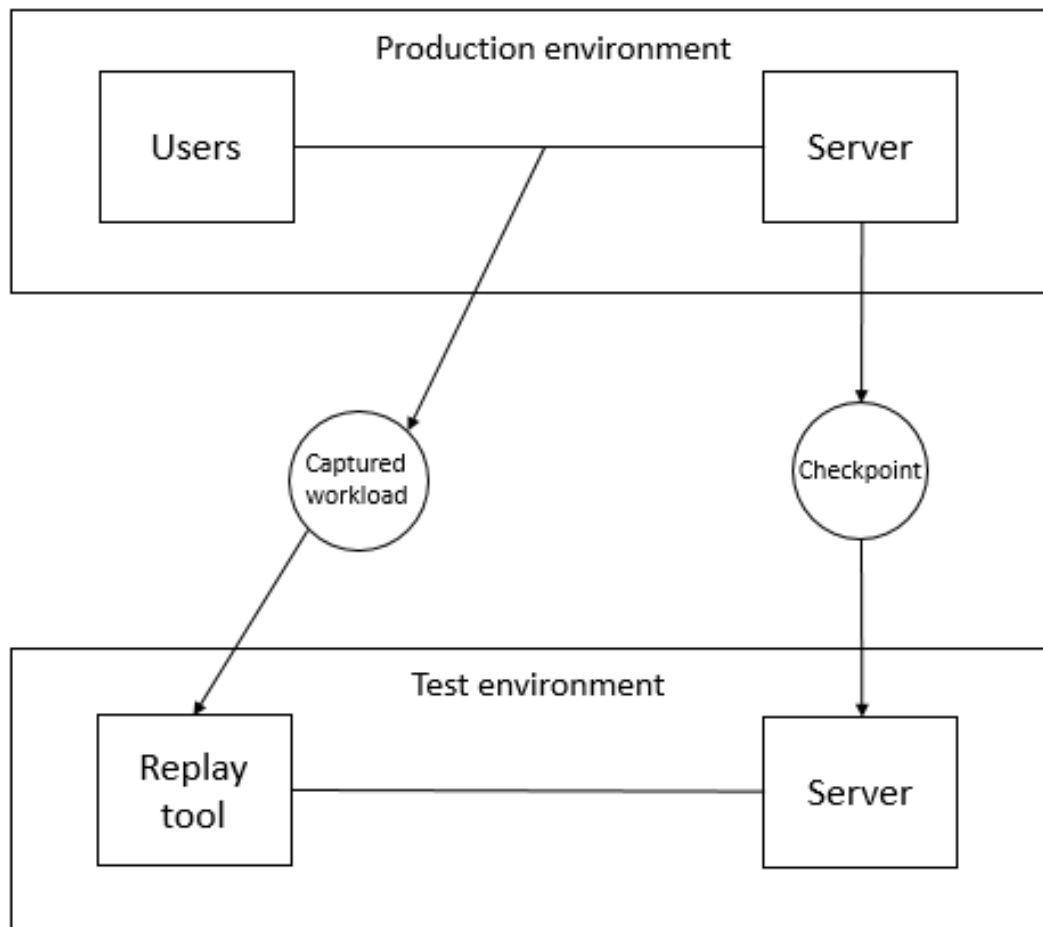 Production environment
Users
Server
Captured
workload
Checkpoint
Test environment
Replay
tool
Server